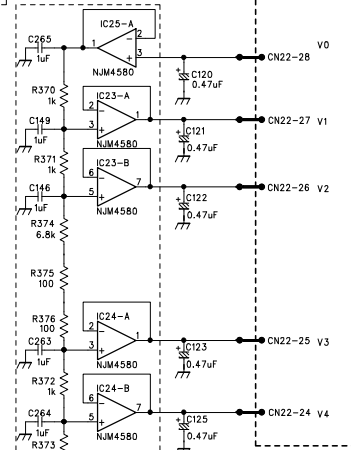 IC25-A
C265
1uF
1
2
3
NJM4580
V0
CN22-28
+
C120
0.47uF
R370
1k
IC23-A
C149
1uF
2
3
1
NJM4580
CN22-27 V1
+
C121
0.47uF
R371
1k
IC23-B
C146
1uF
6
5
7
NJM4580
CN22-26 V2
+
C122
0.47uF
R374
6.8k
R375
100
R376
100
IC24-A
C263
1uF
2
3
1
NJM4580
CN22-25 V3
+
C123
0.47uF
R372
1k
IC24-B
C264
1uF
6
5
7
NJM4580
CN22-24 V4
+
C125
0.47uF
R373